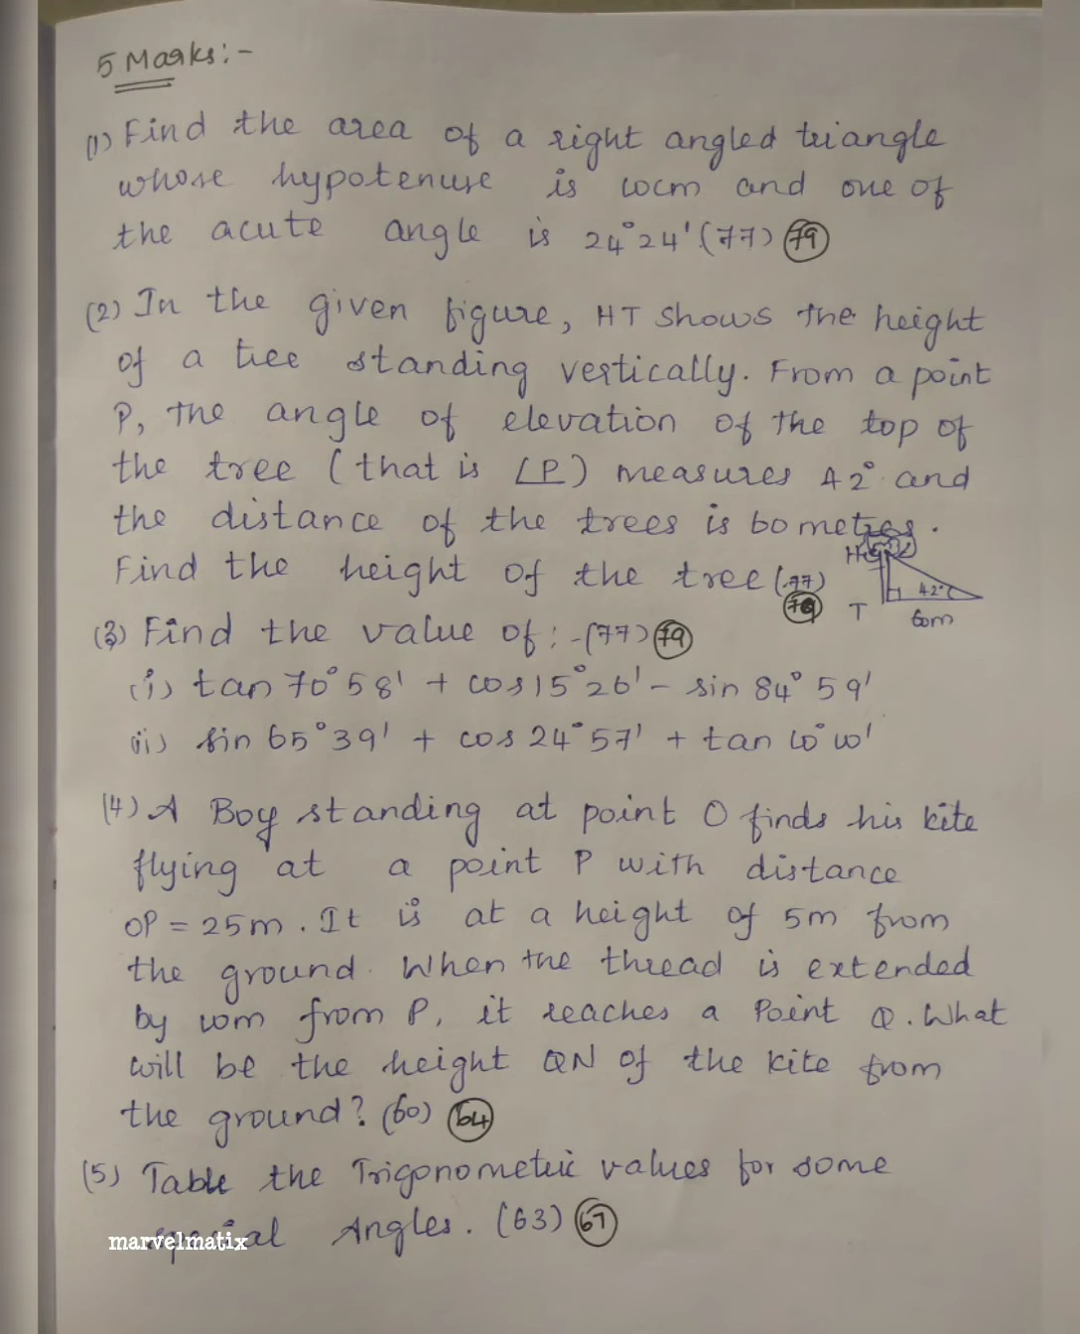 5 Marks:-
(1) Find the area of a right angled triangle
whose hypotenuse is 10cm and one of
the acute angle is 24°24' (77) 79
(2) In the given figure, HT shows the height
of a tree standing vertically. From a point
P, the angle of elevation of the top of
the tree (that is ∠P) measures 42° and
the distance of the trees is 60 metres.
Find the height of the tree (77)
79
H
T
42°
60m
(3) Find the value of:-(77) 79
(i) tan 70°58' + cos 15°26' - sin 84°59'
(ii) sin 65°39' + cos 24°57' + tan 10°10'
(4) A Boy standing at point O finds his kite
flying at a point P with distance
OP = 25m. It is at a height of 5m from
the ground. When the thread is extended
by 10m from P, it reaches a Point Q. What
will be the height QN of the kite from
the ground? (60) 64
(5) Table the Trigonometric values for some
special Angles. (63) 67
marvelmatix